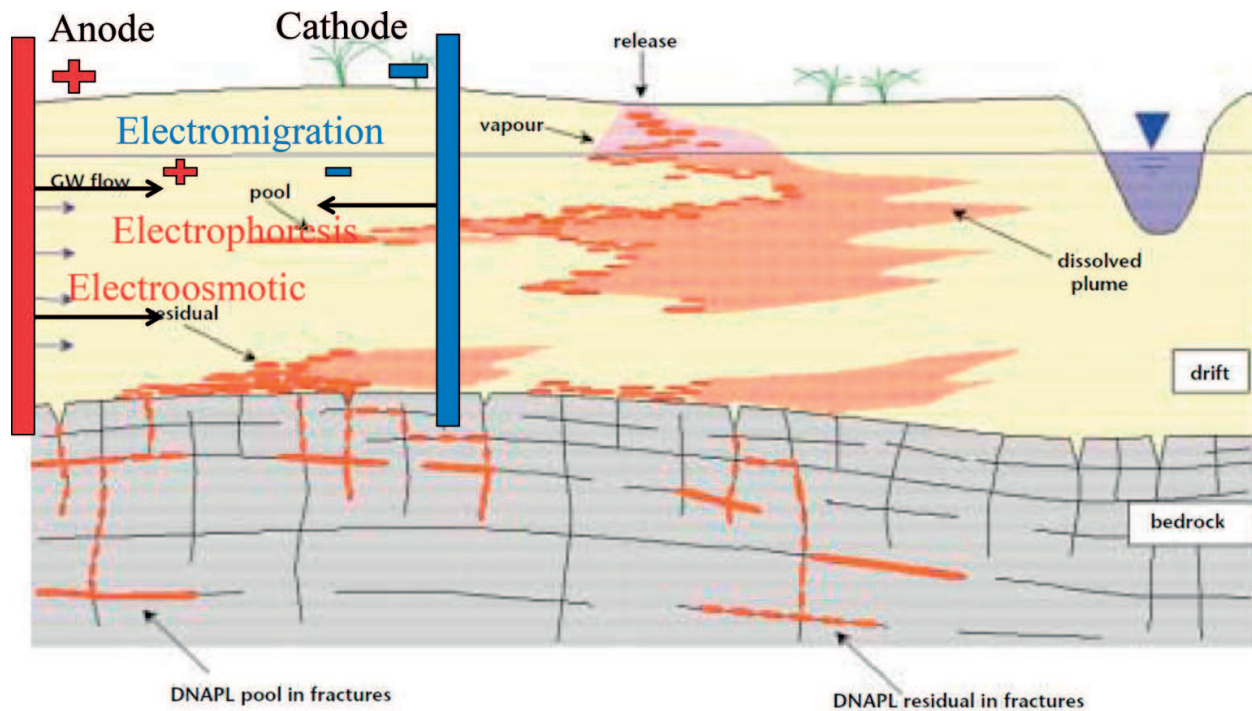 Anode
Cathode
release
vapour
Electromigration
GW flow
pool
Electrophoresis
dissolved
plume
Electroosmotic
residual
drift
bedrock
DNAPL pool in fractures
DNAPL residual in fractures